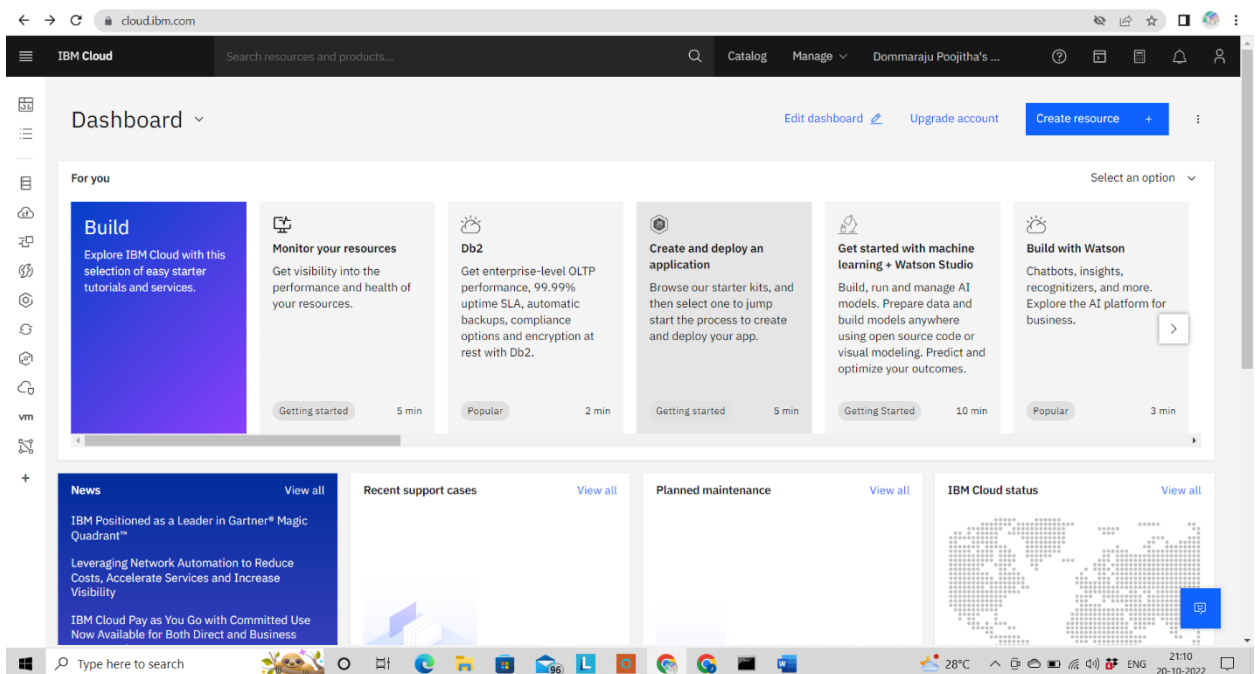 cloud.ibm.com
IBM Cloud
Search resources and products...
Catalog
Manage
Dommaraju Poojitha's ...
Dashboard
Edit dashboard
Upgrade account
Create resource +
For you
Select an option
Build
Explore IBM Cloud with this
selection of easy starter
tutorials and services.
Monitor your resources
Get visibility into the
performance and health of
your resources.
Getting started
5 min
Db2
Get enterprise-level OLTP
performance, 99.99%
uptime SLA, automatic
backups, compliance
options and encryption at
rest with Db2.
Popular
2 min
Create and deploy an
application
Browse our starter kits, and
then select one to jump
start the process to create
and deploy your app.
Getting started
5 min
Get started with machine
learning + Watson Studio
Build, run and manage AI
models. Prepare data and
build models anywhere
using open source code or
visual modeling. Predict and
optimize your outcomes.
Getting Started
10 min
Build with Watson
Chatbots, insights,
recognitizers, and more.
Explore the AI platform for
business.
Popular
3 min
vm
News
View all
IBM Positioned as a Leader in Gartner® Magic
Quadrant™
Leveraging Network Automation to Reduce
Costs, Accelerate Services and Increase
Visibility
IBM Cloud Pay as You Go with Committed Use
Now Available for Both Direct and Business
Recent support cases
View all
Planned maintenance
View all
IBM Cloud status
View all
Type here to search
96
L
28°C
ENG
21:10
20-10-2022